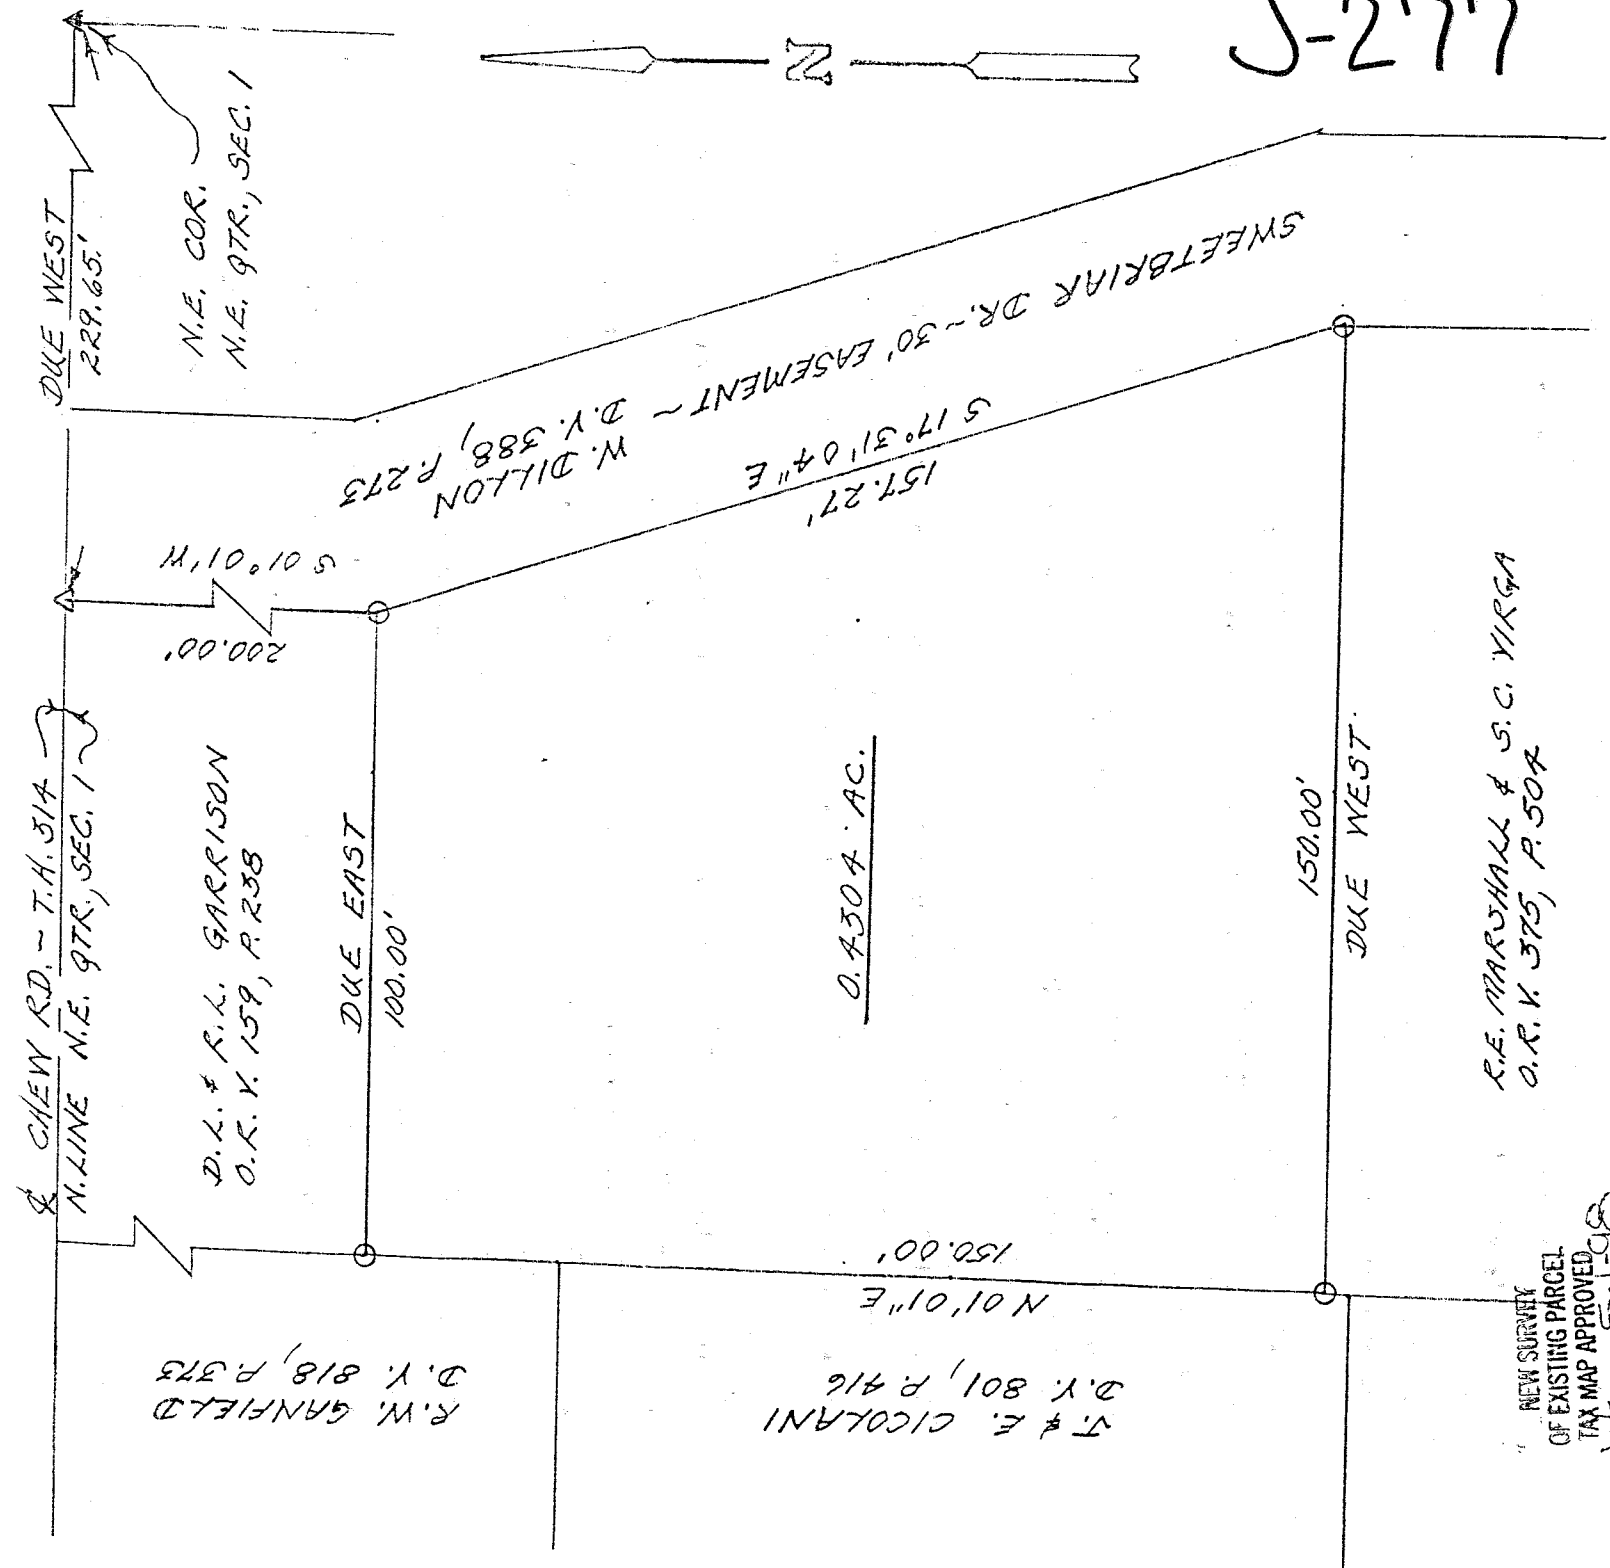 J-277
N
DUE WEST
229.65'
N.E. COR.
N.E. QTR., SEC. 1
℄ CHEW RD. ~ T.H. 314
N. LINE N.E. QTR., SEC. 1
S 01°01' W
200.00'
D.L. & R.L. GARRISON
O.R.V. 159, P. 238
DUE EAST
100.00'
SWEETBRIAR DR. ~ 30' EASEMENT ~
W. DILLON
D.V. 388, P. 273
S 17°31'04" E
157.27'
0.4304 AC.
150.00'
DUE WEST
150.00'
N 01'01" E
R.W. GANFIELD
D.V. 818, P. 373
J. & E. CICOLANI
D.V. 801, P. 416
R.E. MARSHALL & S.C. VIRGA
O.R.V. 375, P. 504
NEW SURVEY
OF EXISTING PARCEL
TAX MAP APPROVED